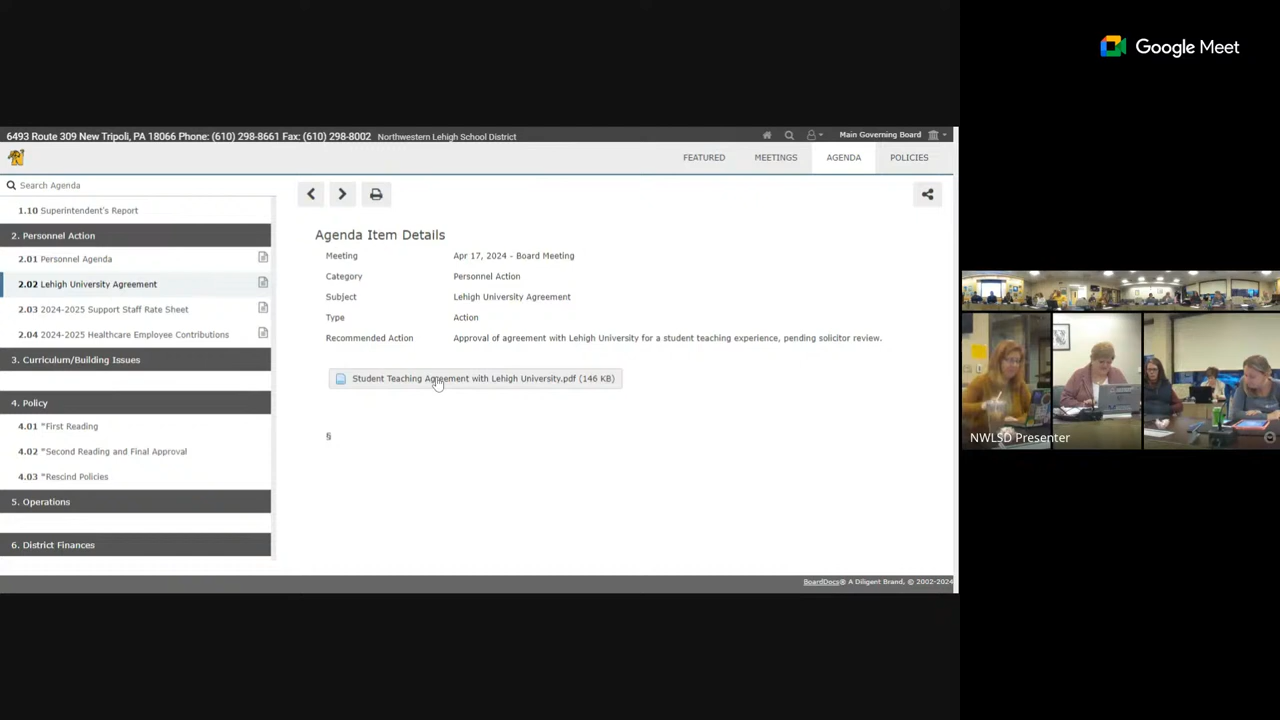 Google Meet
6493 Route 309 New Tripoli, PA 18066 Phone: (610) 298-8661 Fax: (610) 298-8002 Northwestern Lehigh School District
Main Governing Board
FEATURED MEETINGS AGENDA POLICIES
Search Agenda
1.10 Superintendent's Report
2. Personnel Action
2.01 Personnel Agenda
2.02 Lehigh University Agreement
2.03 2024-2025 Support Staff Rate Sheet
2.04 2024-2025 Healthcare Employee Contributions
3. Curriculum/Building Issues
4. Policy
4.01 *First Reading
4.02 *Second Reading and Final Approval
4.03 *Rescind Policies
5. Operations
6. District Finances
Agenda Item Details
Meeting Apr 17, 2024 - Board Meeting
Category Personnel Action
Subject Lehigh University Agreement
Type Action
Recommended Action Approval of agreement with Lehigh University for a student teaching experience, pending solicitor review.
Student Teaching Agreement with Lehigh University.pdf (146 KB)
§
BoardDocs® A Diligent Brand, © 2002-2024
NWLSD Presenter